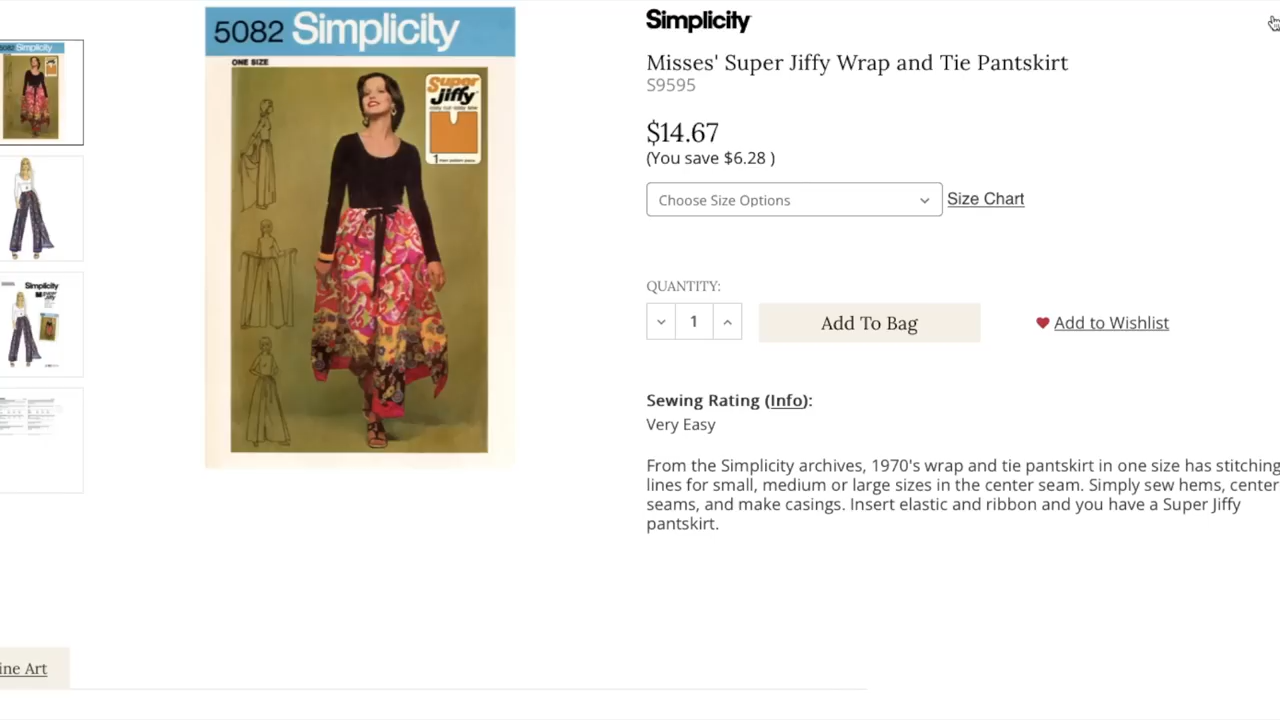 Simplicity
Misses' Super Jiffy Wrap and Tie Pantskirt
S9595
$14.67
(You save $6.28 )
Choose Size Options
Size Chart
QUANTITY:
1
Add To Bag
Add to Wishlist
Sewing Rating (Info):
Very Easy
From the Simplicity archives, 1970's wrap and tie pantskirt in one size has stitching
lines for small, medium or large sizes in the center seam. Simply sew hems, center
seams, and make casings. Insert elastic and ribbon and you have a Super Jiffy
pantskirt.
5082 Simplicity
ONE SIZE
Super
Jiffy
1
5082 Simplicity
Simplicity
ine Art